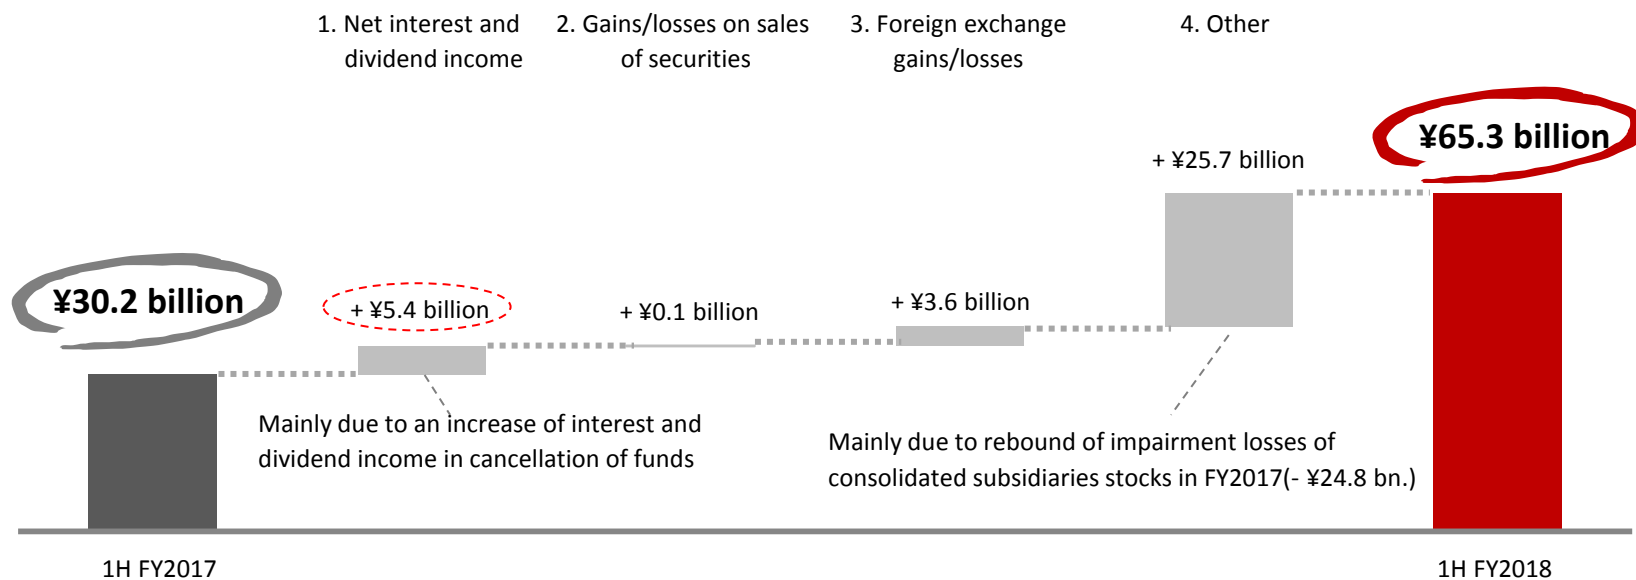 1. Net interest and
dividend income
2. Gains/losses on sales
of securities
3. Foreign exchange
gains/losses
4. Other
¥30.2 billion
+ ¥5.4 billion
+ ¥0.1 billion
+ ¥3.6 billion
+ ¥25.7 billion
¥65.3 billion
Mainly due to an increase of interest and
dividend income in cancellation of funds
Mainly due to rebound of impairment losses of
consolidated subsidiaries stocks in FY2017(- ¥24.8 bn.)
1H FY2017
1H FY2018